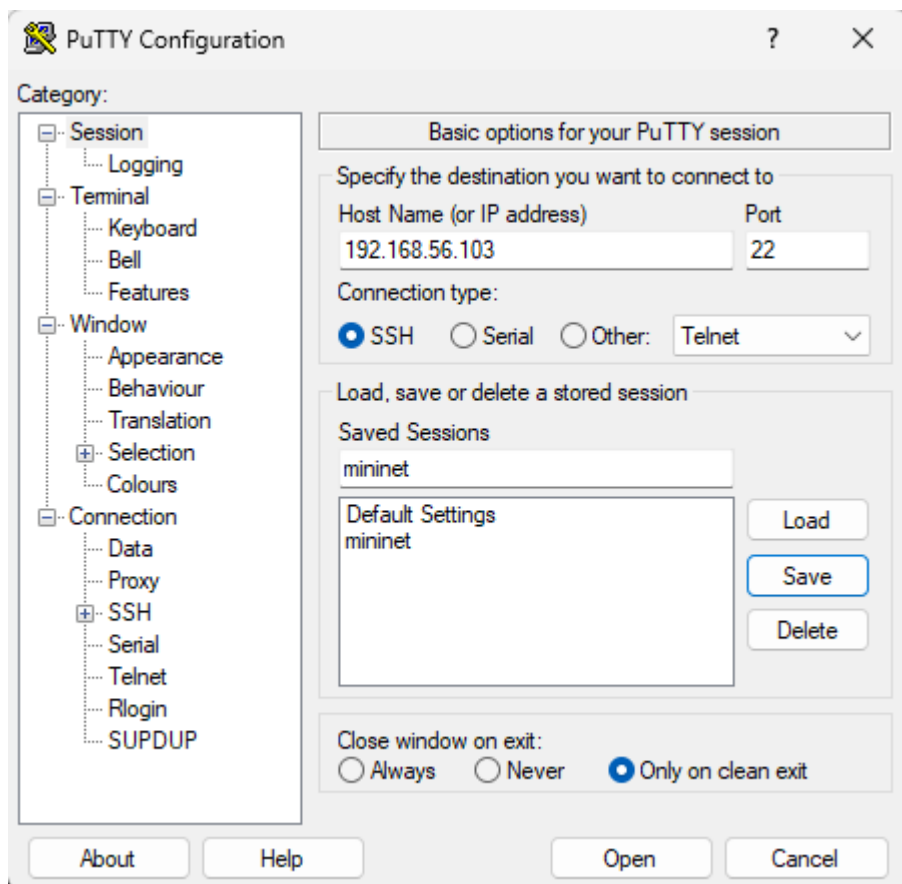 PuTTY Configuration
?
Category:
Session
Logging
Terminal
Keyboard
Bell
Features
Window
Appearance
Behaviour
Translation
Selection
Colours
Connection
Data
Proxy
SSH
Serial
Telnet
Rlogin
SUPDUP
Basic options for your PuTTY session
Specify the destination you want to connect to
Host Name (or IP address) Port
192.168.56.103 22
Connection type:
SSH Serial Other: Telnet
Load, save or delete a stored session
Saved Sessions
mininet
Default Settings
mininet
Load
Save
Delete
Close window on exit:
Always Never Only on clean exit
About Help Open Cancel